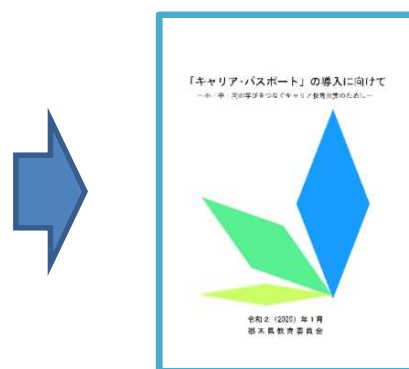 「キャリア・パスポート」の導入に向けて
～小・中・高の学びをつなぐキャリア教育充実のために～
令和2（2020）年1月
栃木県教育委員会